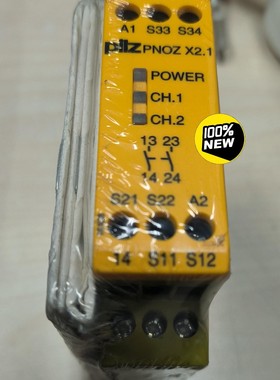 A1 S33 S34
pilz PNOZ X2.1
POWER
CH.1
CH.2
100%
NEW
13 23
14 24
S21 S22 A2
14 S11 S12